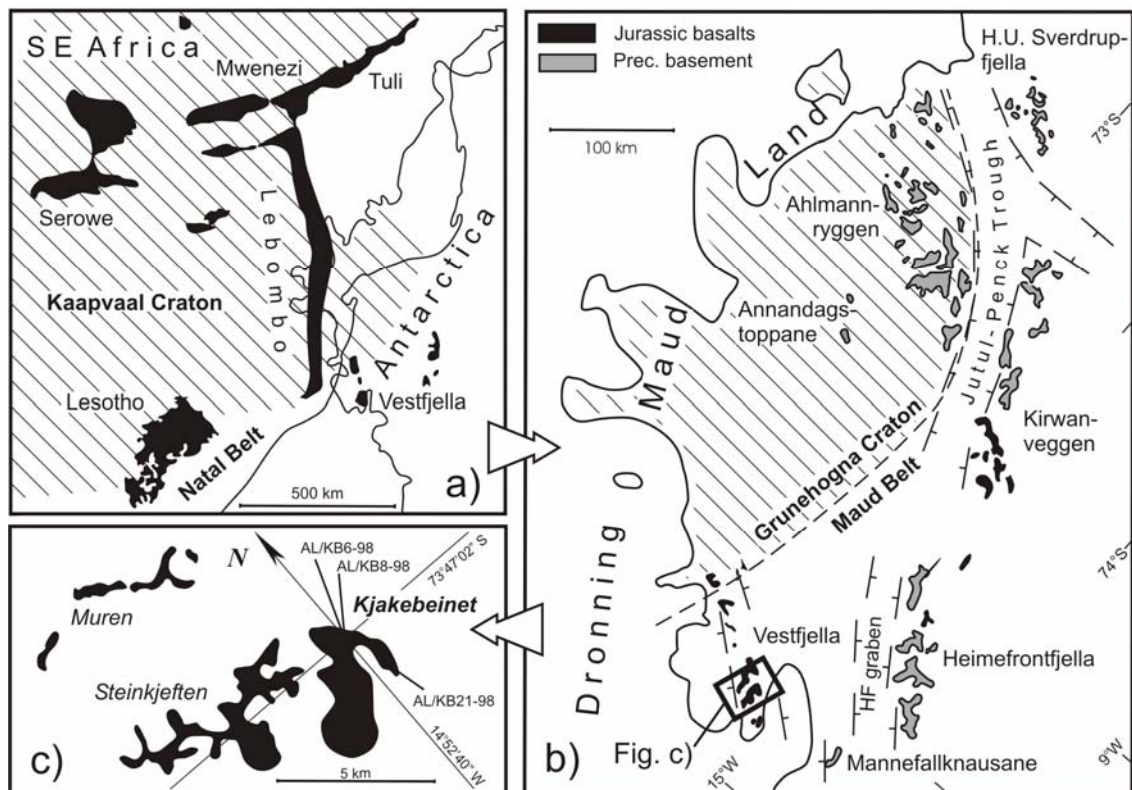 SE Africa
Mwenezi
Tuli
Serowe
Lebombo
Kaapvaal Craton
Antarctica
Vestfjella
Lesotho
Natal Belt
500 km
a)
Jurassic basalts
Prec. basement
H.U. Sverdrup-
fjella
73°S
100 km
Dronning Maud Land
Ahlmann-
ryggen
Annandags-
toppane
Jutul-Penck Trough
Kirwan-
veggen
Grunehogna Craton
Maud Belt
74°S
Vestfjella
HF graben
Heimefrontfjella
Fig. c)
Mannefallknausane
15°W
9°W
b)
N
AL/KB6-98
AL/KB8-98
73°47'02" S
Kjakebeinet
Muren
Steinkjeften
AL/KB21-98
14°52'40" W
5 km
c)